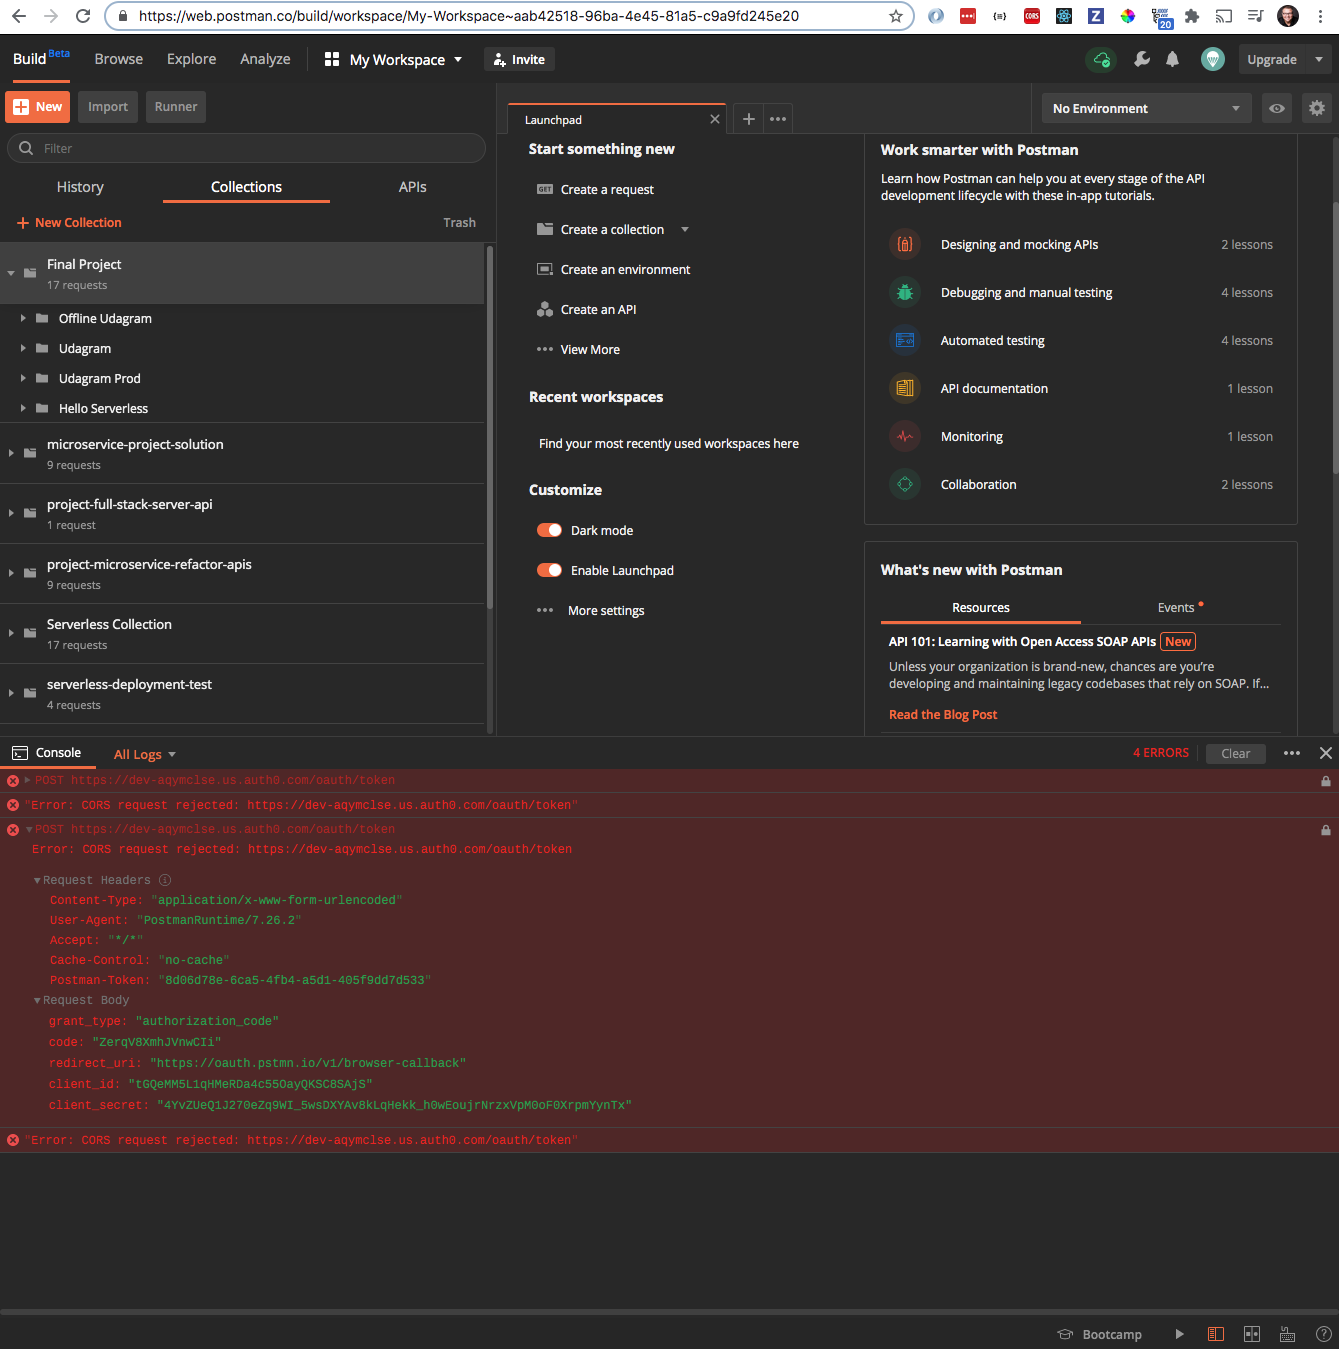 https://web.postman.co/build/workspace/My-Workspace~aab42518-96ba-4e45-81a5-c9a9fd245e20
CORS
Z
20
Build Beta
Browse
Explore
Analyze
My Workspace
Invite
Upgrade
New
Import
Runner
Launchpad
No Environment
Filter
History
Collections
APIs
+ New Collection
Trash
Final Project
17 requests
Offline Udagram
Udagram
Udagram Prod
Hello Serverless
microservice-project-solution
9 requests
project-full-stack-server-api
1 request
project-microservice-refactor-apis
9 requests
Serverless Collection
17 requests
serverless-deployment-test
4 requests
Start something new
GET Create a request
Create a collection
Create an environment
Create an API
View More
Recent workspaces
Find your most recently used workspaces here
Customize
Dark mode
Enable Launchpad
More settings
Work smarter with Postman
Learn how Postman can help you at every stage of the API
development lifecycle with these in-app tutorials.
Designing and mocking APIs 2 lessons
Debugging and manual testing 4 lessons
Automated testing 4 lessons
API documentation 1 lesson
Monitoring 1 lesson
Collaboration 2 lessons
What's new with Postman
Resources
Events
API 101: Learning with Open Access SOAP APIs New
Unless your organization is brand-new, chances are you're
developing and maintaining legacy codebases that rely on SOAP. If...
Read the Blog Post
Console
All Logs
4 ERRORS
Clear
POST https://dev-aqymclse.us.auth0.com/oauth/token
"Error: CORS request rejected: https://dev-aqymclse.us.auth0.com/oauth/token"
POST https://dev-aqymclse.us.auth0.com/oauth/token
Error: CORS request rejected: https://dev-aqymclse.us.auth0.com/oauth/token
Request Headers
Content-Type: "application/x-www-form-urlencoded"
User-Agent: "PostmanRuntime/7.26.2"
Accept: "*/*"
Cache-Control: "no-cache"
Postman-Token: "8d06d78e-6ca5-4fb4-a5d1-405f9dd7d533"
Request Body
grant_type: "authorization_code"
code: "ZerqV8XmhJVnwCIi"
redirect_uri: "https://oauth.pstmn.io/v1/browser-callback"
client_id: "tGQeMM5L1qHMeRDa4c55OayQKSC8SAjS"
client_secret: "4YvZUeQ1J270eZq9WI_5wsDXYAv8kLqHekk_h0wEoujrNrzxVpM0oF0XrpmYynTx"
"Error: CORS request rejected: https://dev-aqymclse.us.auth0.com/oauth/token"
Bootcamp